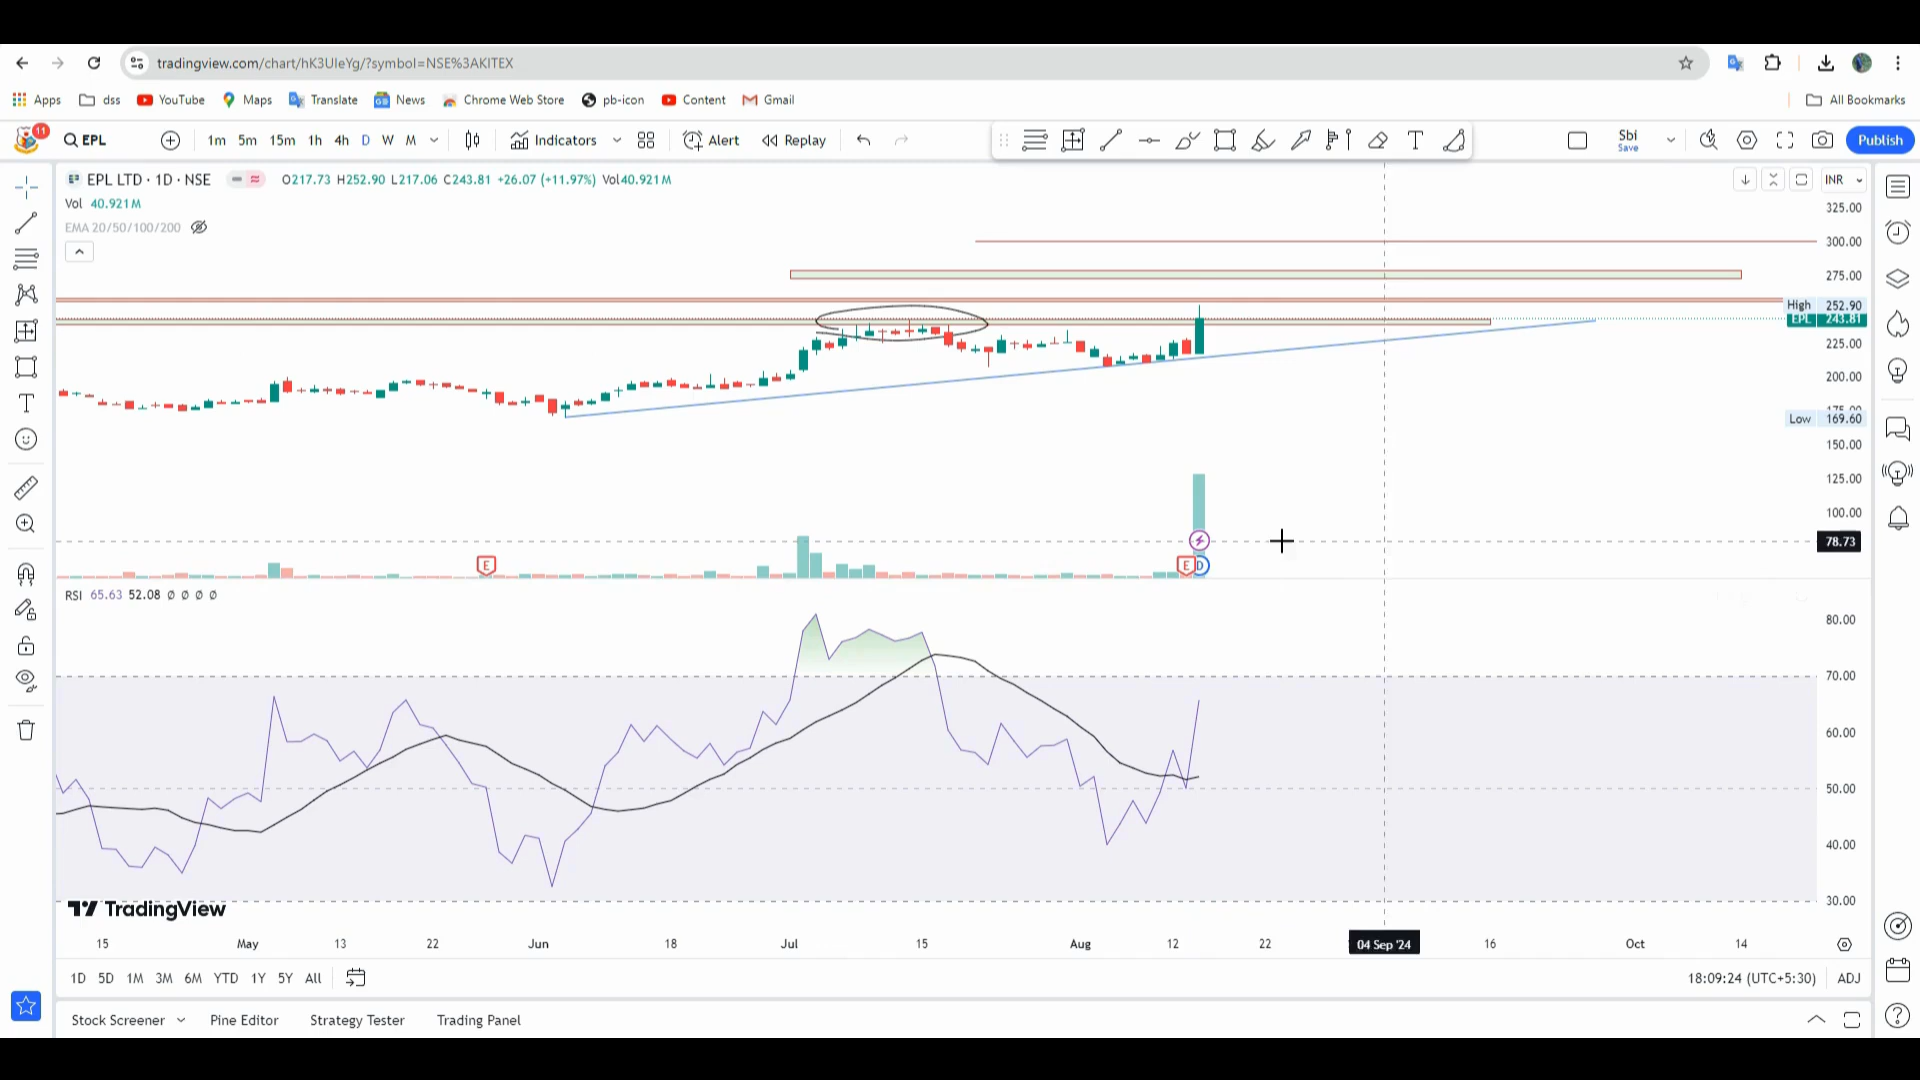 tradingview.com/chart/hK3UIeYg/?symbol=NSE%3AKITEX
Apps dss YouTube Maps Translate News Chrome Web Store pb-icon Content Gmail All Bookmarks
11 EPL 1m 5m 15m 1h 4h D W M Indicators Alert Replay T Sbi Save Publish
EPL LTD · 1D · NSE O217.73 H252.90 L217.06 C243.81 +26.07 (+11.97%) Vol40.921M INR
Vol 40.921M
EMA 20/50/100/200
325.00
300.00
275.00
High 252.90
EPL 243.81
225.00
200.00
175.00
Low 169.60
150.00
125.00
100.00
78.73
E E D
RSI 65.63 52.08 Ø Ø Ø Ø
80.00
70.00
60.00
50.00
40.00
30.00
TradingView
15 May 13 22 Jun 18 Jul 15 Aug 12 22 04 Sep '24 16 Oct 14
1D 5D 1M 3M 6M YTD 1Y 5Y All 18:09:24 (UTC+5:30) ADJ
Stock Screener Pine Editor Strategy Tester Trading Panel